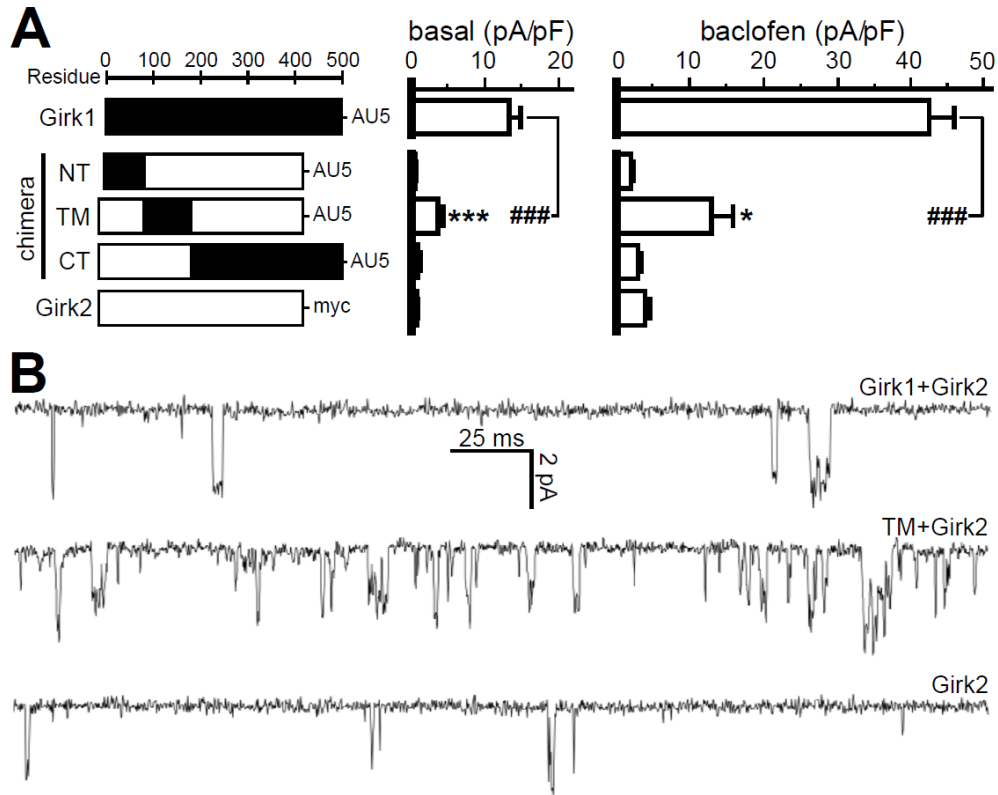 A
basal (pA/pF)
baclofen (pA/pF)
Residue 0 100 200 300 400 500
0 10 20
0 10 20 30 40 50
Girk1 AU5
chimera
NT AU5
TM AU5 *** ### * ###
CT AU5
Girk2 myc
B
Girk1+Girk2
25 ms
2 pA
TM+Girk2
Girk2